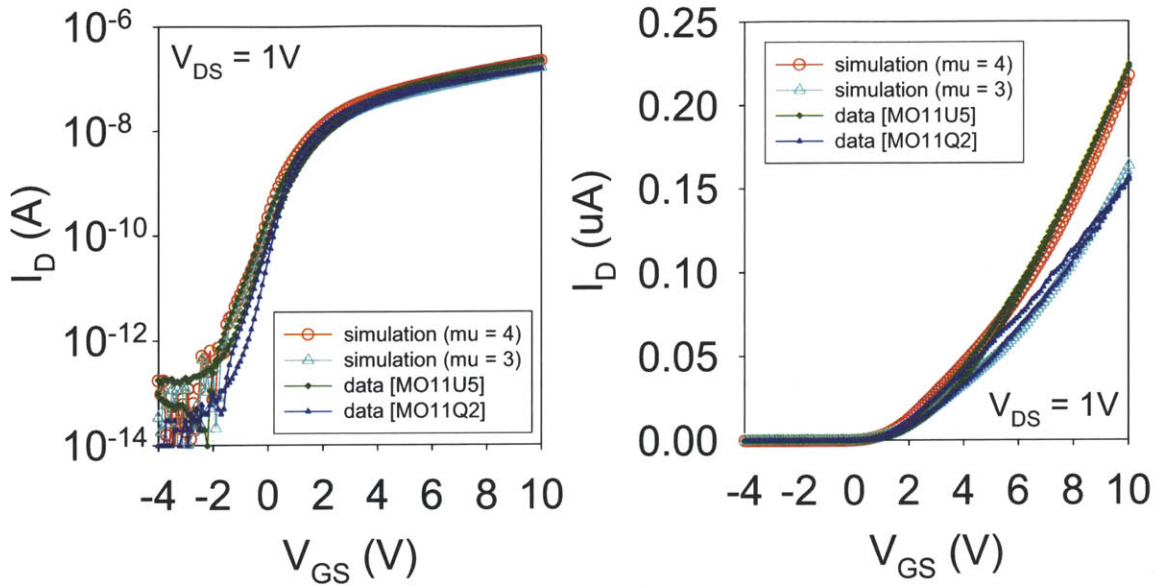 10^-6
10^-8
10^-10
10^-12
10^-14
I_D (A)
V_DS = 1V
simulation (mu = 4)
simulation (mu = 3)
data [MO11U5]
data [MO11Q2]
-4 -2 0 2 4 6 8 10
V_GS (V)
0.25
0.20
0.15
0.10
0.05
0.00
I_D (uA)
simulation (mu = 4)
simulation (mu = 3)
data [MO11U5]
data [MO11Q2]
V_DS = 1V
-4 -2 0 2 4 6 8 10
V_GS (V)